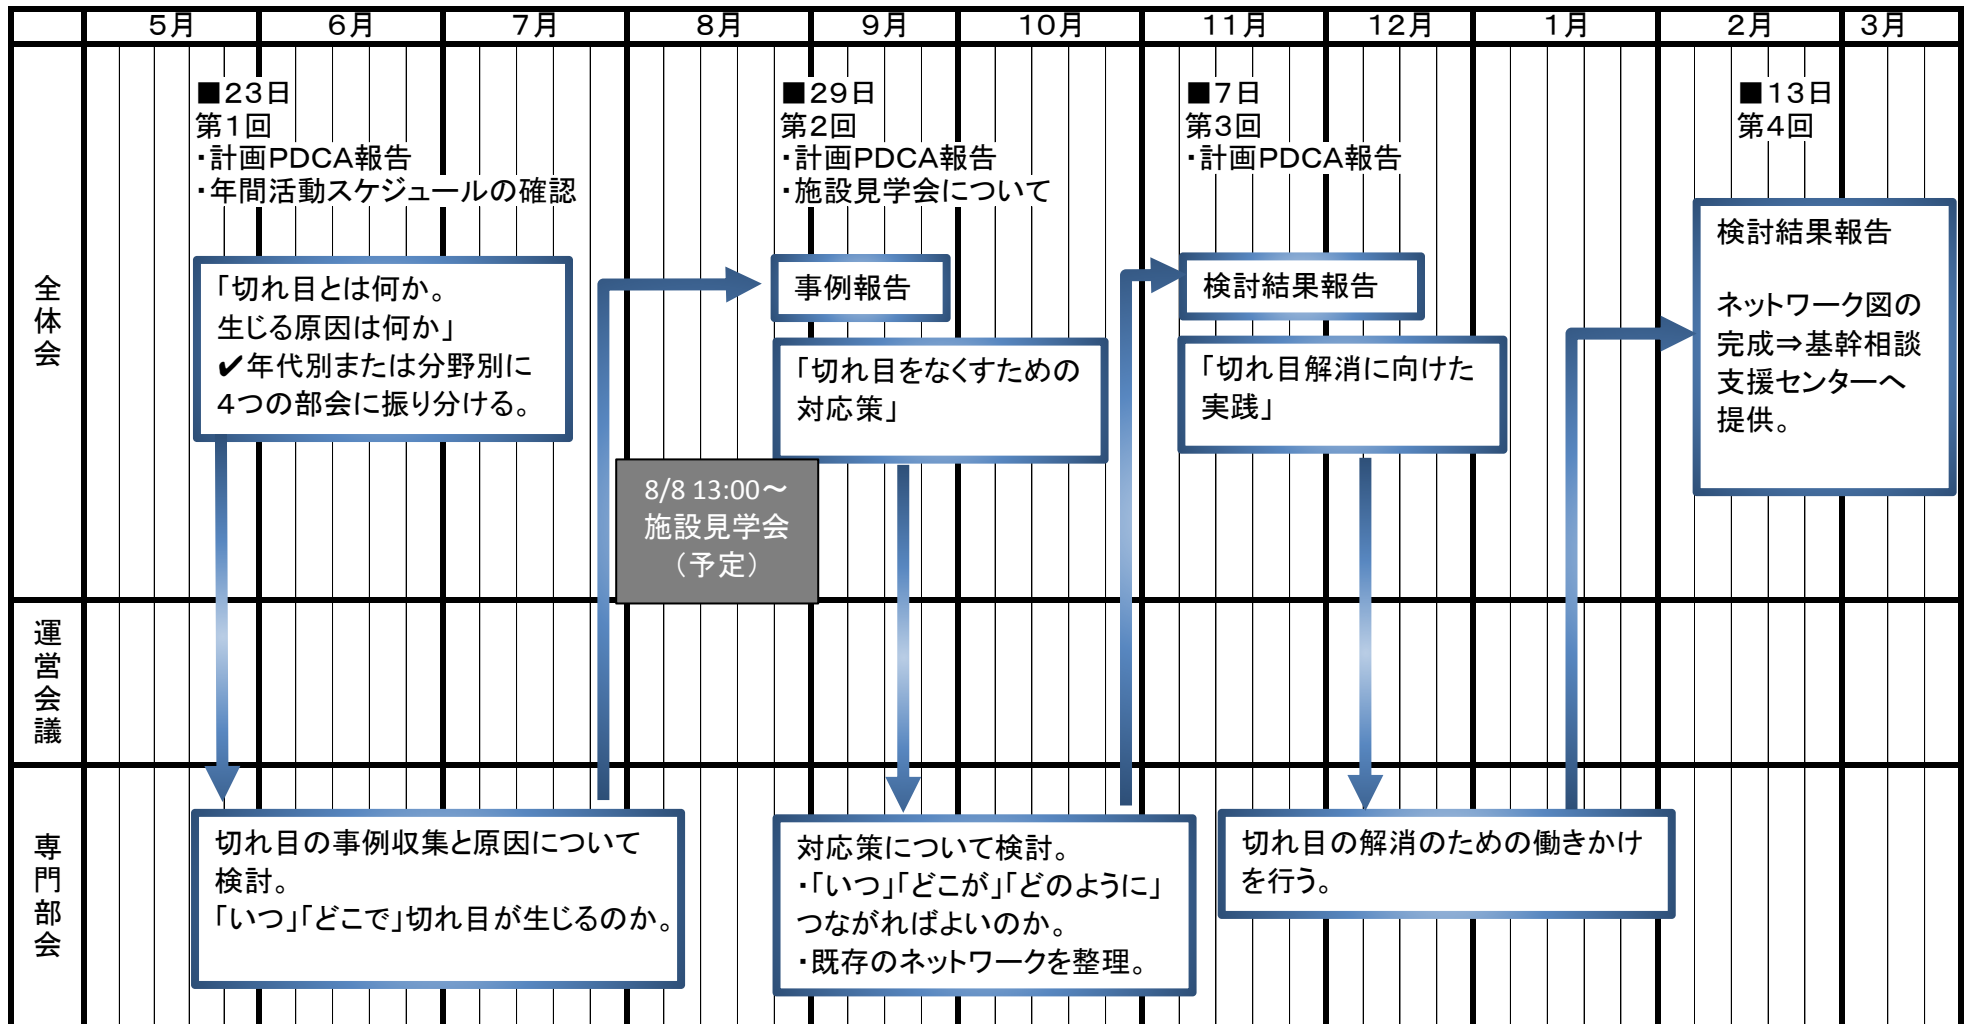 5月 6月 7月 8月 9月 10月 11月 12月 1月 2月 3月
全体会
■23日
第1回
・計画PDCA報告
・年間活動スケジュールの確認
「切れ目とは何か。
生じる原因は何か」
✔年代別または分野別に
4つの部会に振り分ける。
8/8 13:00～
施設見学会
（予定）
■29日
第2回
・計画PDCA報告
・施設見学会について
事例報告
「切れ目をなくすための
対応策」
■7日
第3回
・計画PDCA報告
検討結果報告
「切れ目解消に向けた
実践」
■13日
第4回
検討結果報告
ネットワーク図の
完成⇒基幹相談
支援センターへ
提供。
運営会議
専門部会
切れ目の事例収集と原因について
検討。
「いつ」「どこで」切れ目が生じるのか。
対応策について検討。
・「いつ」「どこが」「どのように」
つながればよいのか。
・既存のネットワークを整理。
切れ目の解消のための働きかけ
を行う。